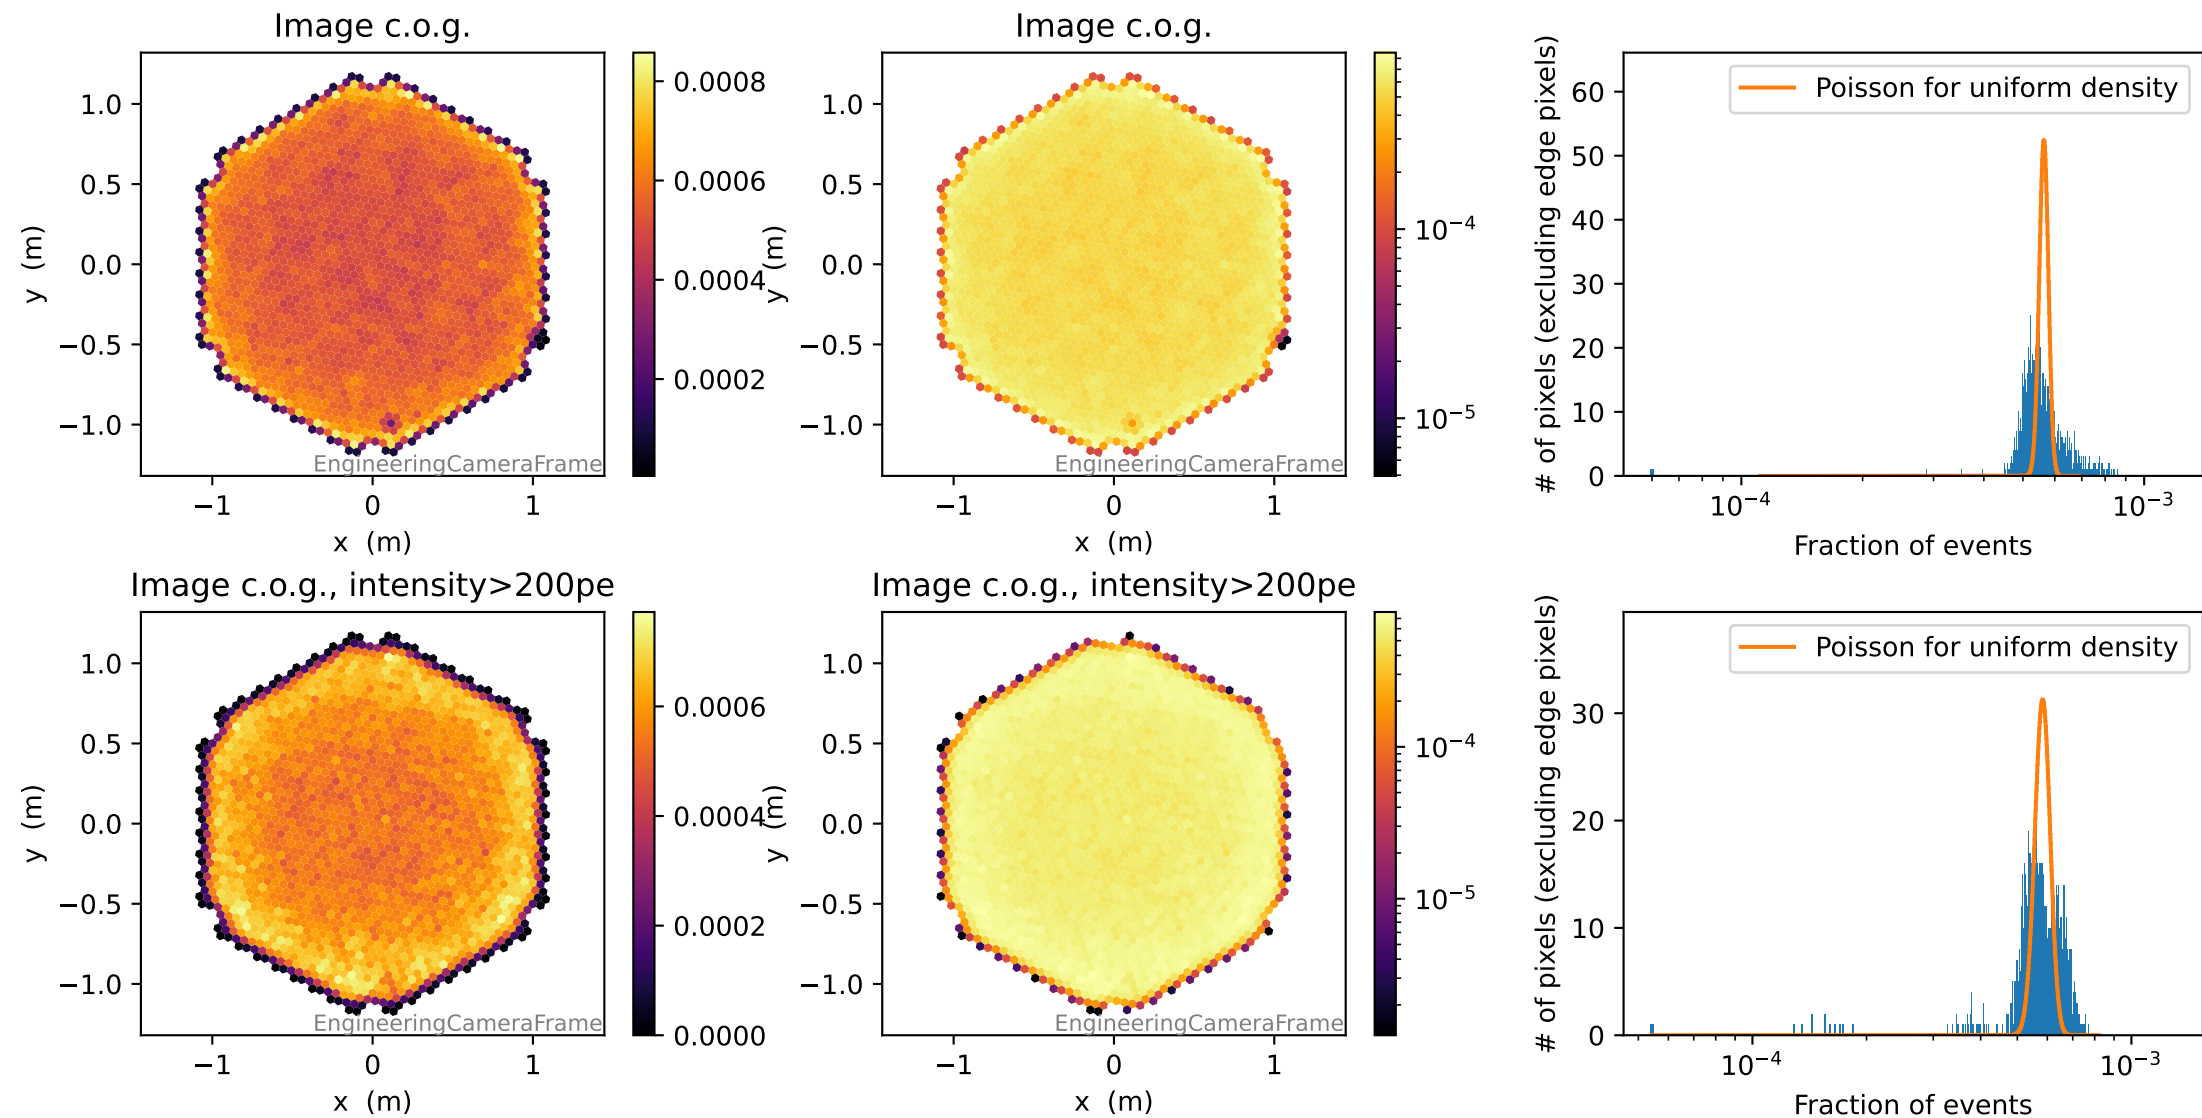 Image c.o.g.
1.0
0.5
0.0
−0.5
−1.0
y (m)
−1
0
1
x (m)
EngineeringCameraFrame
0.0008
0.0006
0.0004
0.0002
Image c.o.g.
1.0
0.5
0.0
−0.5
−1.0
y (m)
−1
0
1
x (m)
EngineeringCameraFrame
10−4
10−5
# of pixels (excluding edge pixels)
60
50
40
30
20
10
0
Poisson for uniform density
10−4
10−3
Fraction of events
Image c.o.g., intensity>200pe
1.0
0.5
0.0
−0.5
−1.0
y (m)
−1
0
1
x (m)
EngineeringCameraFrame
0.0006
0.0004
0.0002
0.0000
Image c.o.g., intensity>200pe
1.0
0.5
0.0
−0.5
−1.0
y (m)
−1
0
1
x (m)
EngineeringCameraFrame
10−4
10−5
# of pixels (excluding edge pixels)
30
20
10
0
Poisson for uniform density
10−4
10−3
Fraction of events